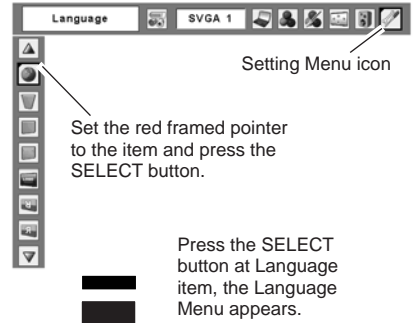 Language SVGA 1
Setting Menu icon
Set the red framed pointer
to the item and press the
SELECT button.
Press the SELECT
button at Language
item, the Language
Menu appears.